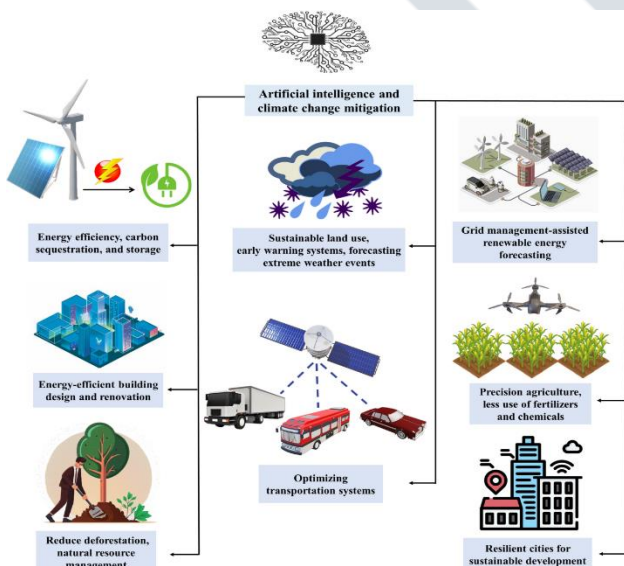 Artificial intelligence and
climate change mitigation
Energy efficiency, carbon
sequestration, and storage
Sustainable land use,
early warning systems, forecasting
extreme weather events
Grid management-assisted
renewable energy
forecasting
Energy-efficient building
design and renovation
Precision agriculture,
less use of fertilizers
and chemicals
Optimizing
transportation systems
Reduce deforestation,
natural resource
management
Resilient cities for
sustainable development